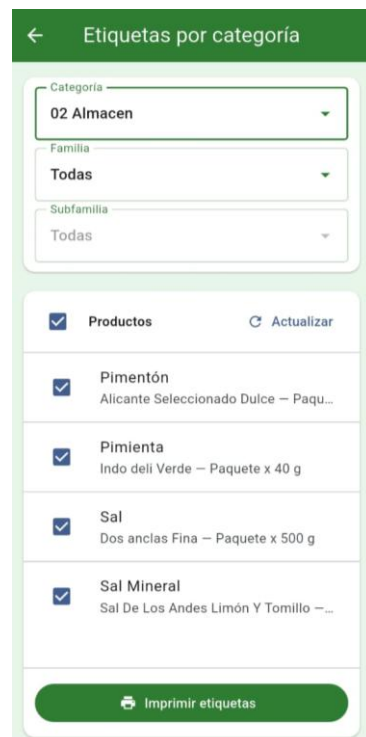 Etiquetas por categoría
Categoría
02 Almacen
Familia
Todas
Subfamilia
Todas
Productos
Actualizar
Pimentón
Alicante Seleccionado Dulce — Paqu...
Pimienta
Indo deli Verde — Paquete x 40 g
Sal
Dos anclas Fina — Paquete x 500 g
Sal Mineral
Sal De Los Andes Limón Y Tomillo —...
Imprimir etiquetas